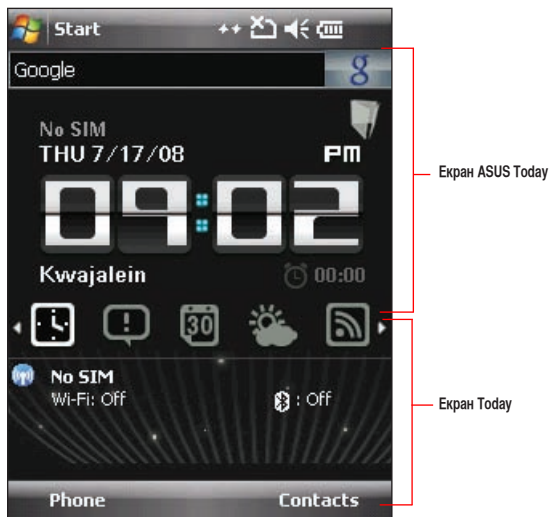 Start
Google
g
No SIM
THU 7/17/08 PM
09:02
Kwajalein 00:00
30
No SIM
Wi-Fi: Off : Off
Phone Contacts
Екран ASUS Today
Екран Today